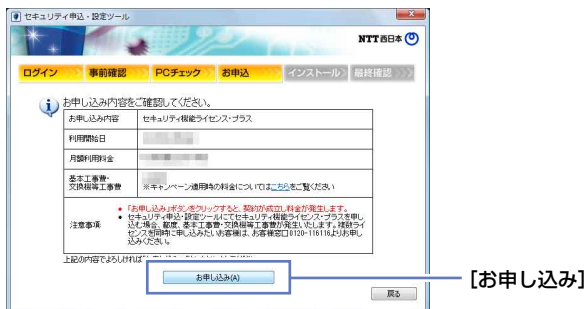 セキュリティ申込・設定ツール
NTT西日本
ログイン
事前確認
PCチェック
お申込
インストール
最終確認
お申し込み内容をご確認してください。
お申し込み内容 セキュリティ機能ライセンス・プラス
利用開始日
月額利用料金
基本工事費・
交換機等工事費
※キャンペーン適用時の料金についてはこちらをご覧ください
注意事項
• 「お申し込み」ボタンをクリックすると、契約が成立し料金が発生します。
• セキュリティ申込・設定ツールにてセキュリティ機能ライセンス・プラスを申し
込む場合、都度、基本工事費・交換機等工事費が発生いたします。複数ライ
センスを同時に申し込みたいお客様は、お客様窓口0120-116116よりお申し
込みください。
上記の内容でよろしければ
お申し込み(A)
[お申し込み]
戻る